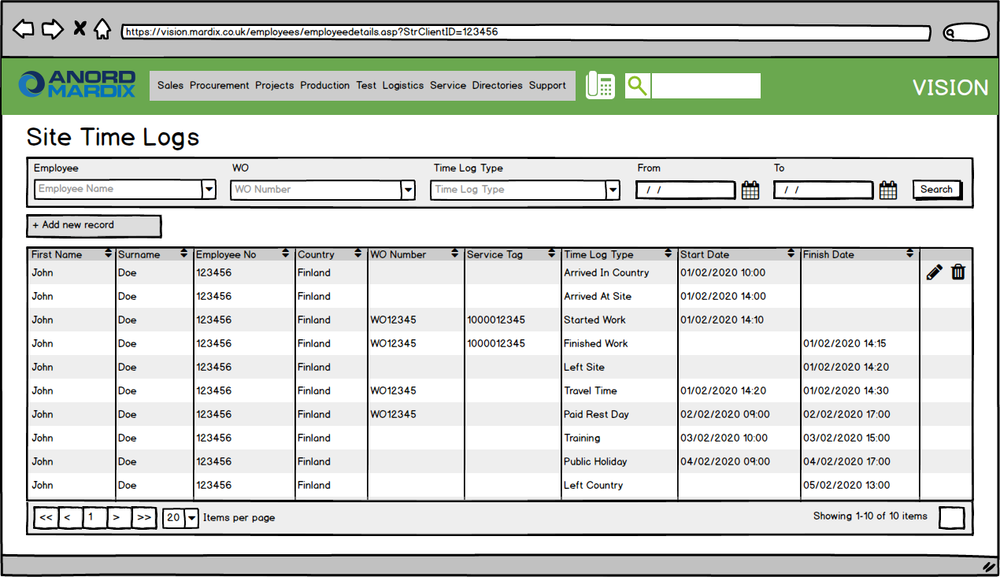 https://vision.mardix.co.uk/employees/employeedetails.asp?StrClientID=123456
ANORD
MARDIX
Sales Procurement Projects Production Test Logistics Service Directories Support
VISION
Site Time Logs
Employee WO Time Log Type From To
Employee Name WO Number Time Log Type / / / / Search
+ Add new record
First Name Surname Employee No Country WO Number Service Tag Time Log Type Start Date Finish Date
John Doe 123456 Finland Arrived In Country 01/02/2020 10:00
John Doe 123456 Finland Arrived At Site 01/02/2020 14:00
John Doe 123456 Finland WO12345 1000012345 Started Work 01/02/2020 14:10
John Doe 123456 Finland WO12345 1000012345 Finished Work 01/02/2020 14:15
John Doe 123456 Finland Left Site 01/02/2020 14:20
John Doe 123456 Finland WO12345 Travel Time 01/02/2020 14:20 01/02/2020 14:30
John Doe 123456 Finland WO12345 Paid Rest Day 02/02/2020 09:00 02/02/2020 17:00
John Doe 123456 Finland Training 03/02/2020 10:00 03/02/2020 15:00
John Doe 123456 Finland Public Holiday 04/02/2020 09:00 04/02/2020 17:00
John Doe 123456 Finland Left Country 05/02/2020 13:00
<< < 1 > >> 20 Items per page Showing 1-10 of 10 items